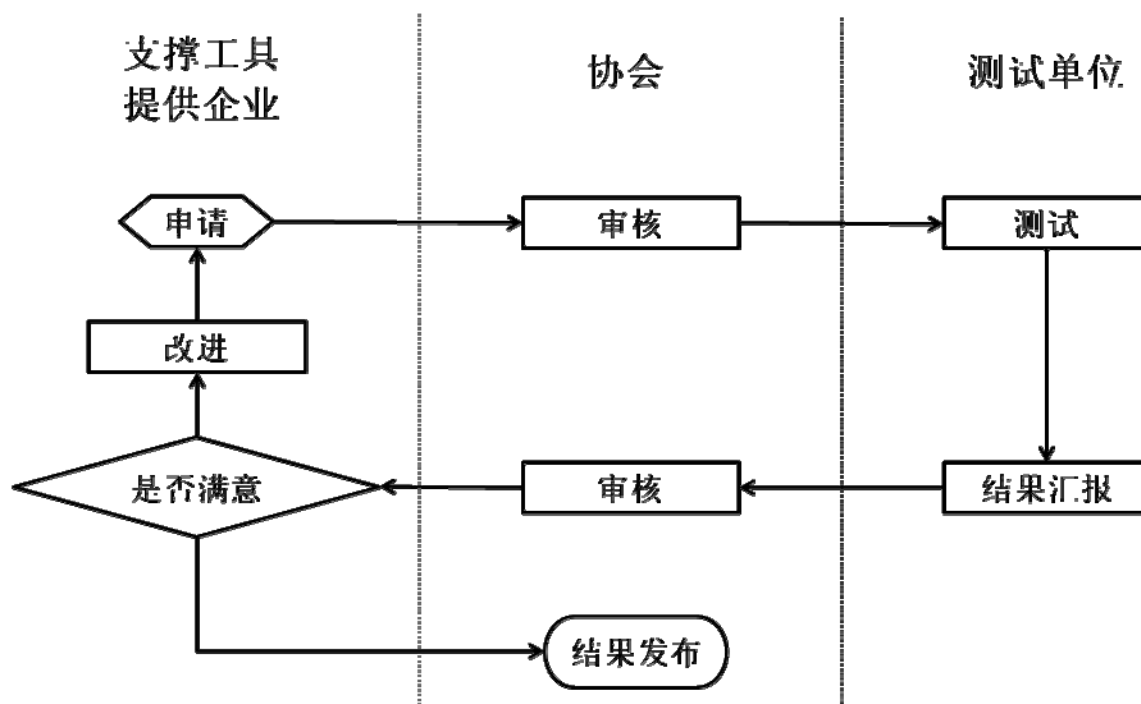 支撑工具
提供企业
协会
测试单位
申请
审核
测试
改进
是否满意
审核
结果汇报
结果发布